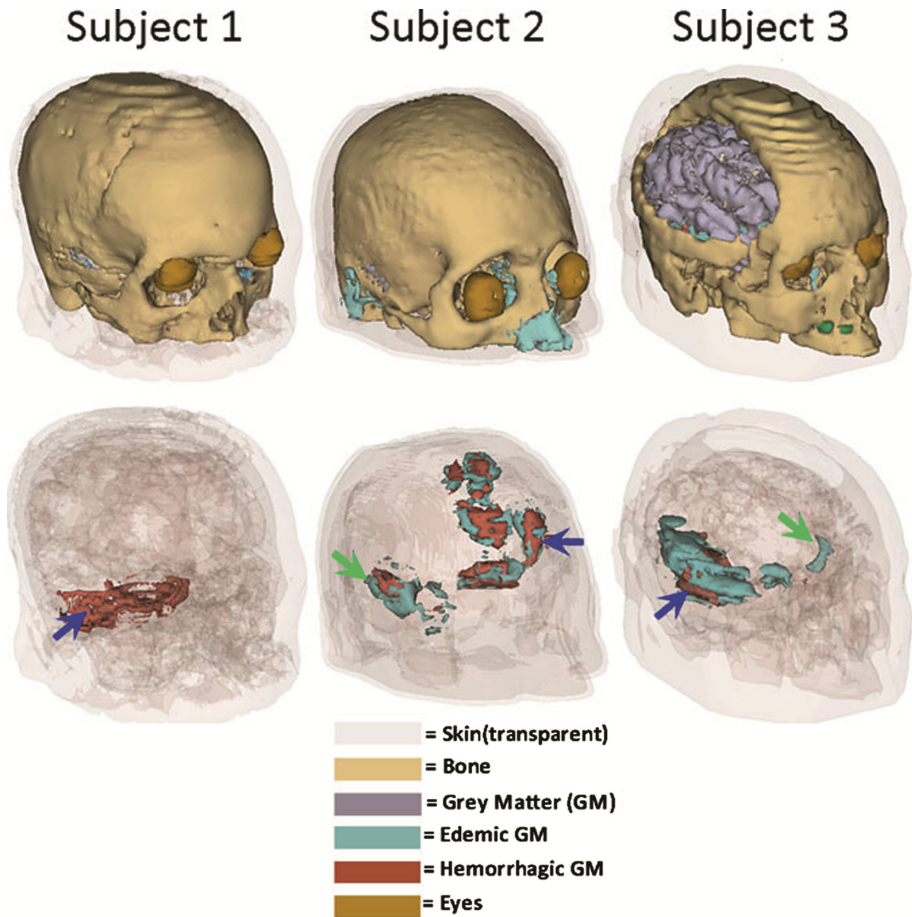 Subject 1 Subject 2 Subject 3
= Skin(transparent)
= Bone
= Grey Matter (GM)
= Edemic GM
= Hemorrhagic GM
= Eyes